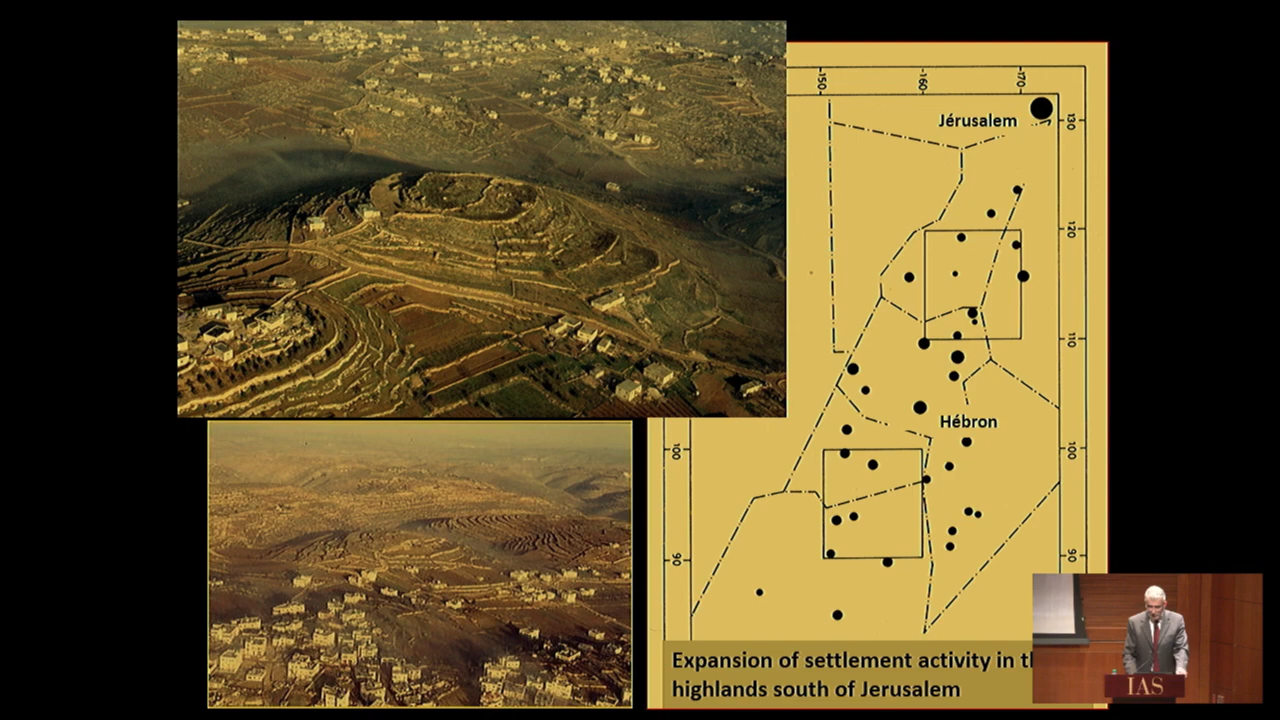 150 160 170
Jérusalem
130
120
110
Hébron
100 100
90 90
Expansion of settlement activity in
highlands south of Jerusalem
IAS